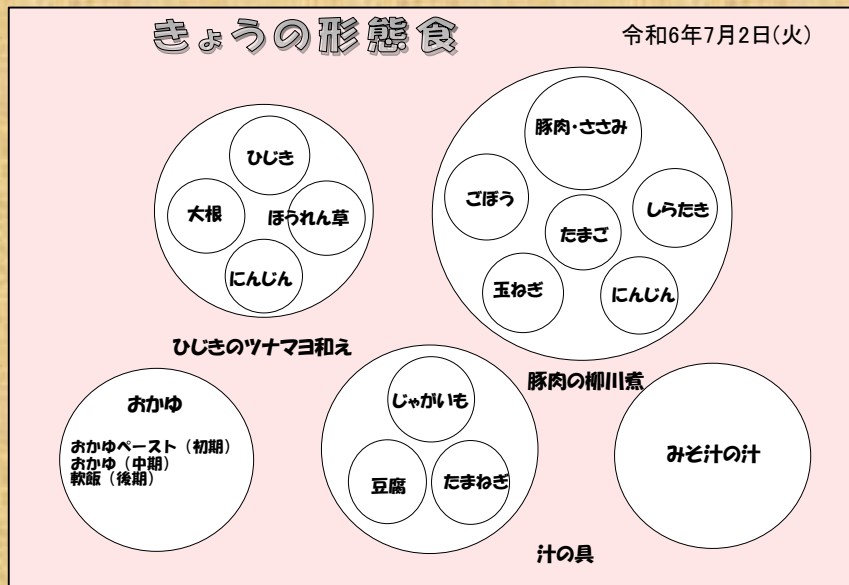 きょうの形態食
令和6年7月2日(火)
ひじき
大根
ほうれん草
にんじん
ひじきのツナマヨ和え
豚肉・ささみ
ごぼう
しらたき
たまご
玉ねぎ
にんじん
豚肉の柳川煮
おかゆ
おかゆペースト（初期）
おかゆ（中期）
軟飯（後期）
じゃがいも
豆腐
たまねぎ
汁の具
みそ汁の汁